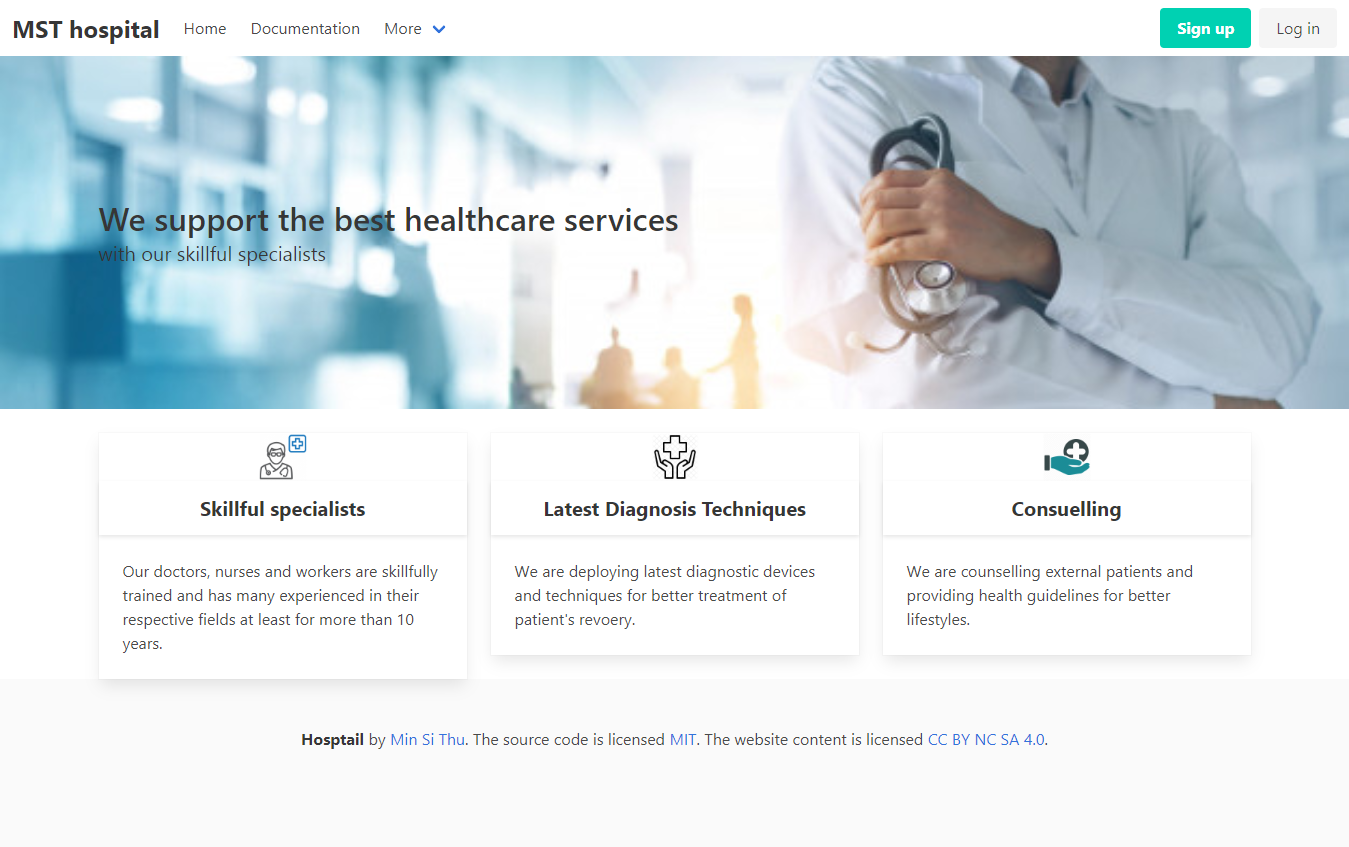 MST hospital Home Documentation More Sign up Log in
We support the best healthcare services
with our skillful specialists
Skillful specialists
Our doctors, nurses and workers are skillfully
trained and has many experienced in their
respective fields at least for more than 10
years.
Latest Diagnosis Techniques
We are deploying latest diagnostic devices
and techniques for better treatment of
patient's revoery.
Consuelling
We are counselling external patients and
providing health guidelines for better
lifestyles.
Hosptail by Min Si Thu. The source code is licensed MIT. The website content is licensed CC BY NC SA 4.0.